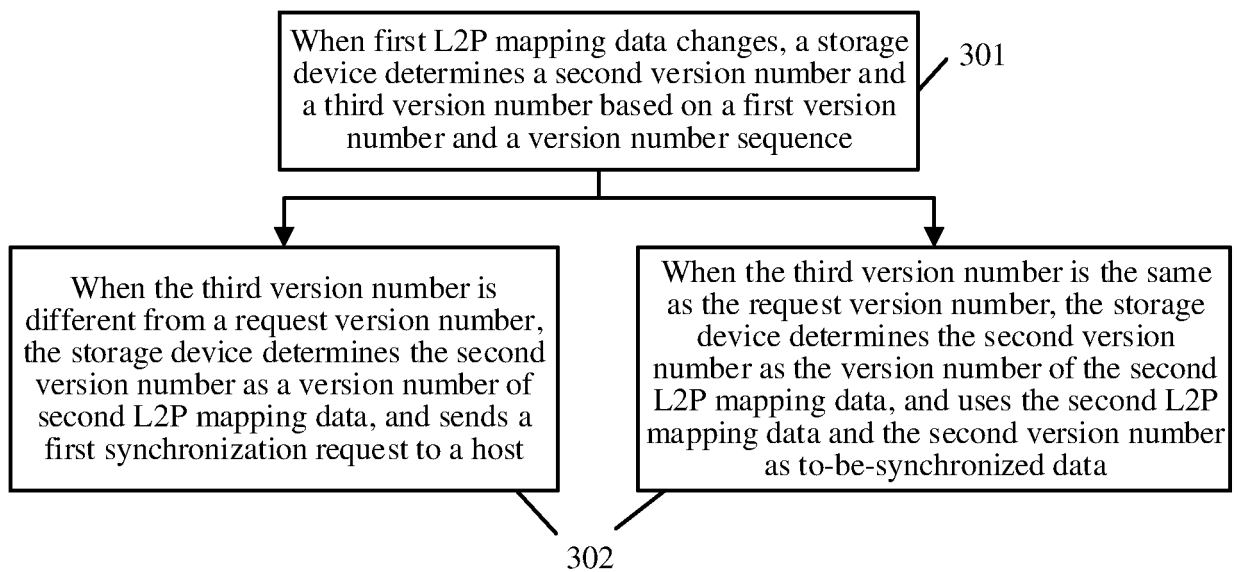 When first L2P mapping data changes, a storage
device determines a second version number and
a third version number based on a first version
number and a version number sequence
301
When the third version number is
different from a request version number,
the storage device determines the second
version number as a version number of
second L2P mapping data, and sends a
first synchronization request to a host
When the third version number is the same
as the request version number, the storage
device determines the second version
number as the version number of the second
L2P mapping data, and uses the second L2P
mapping data and the second version number
as to-be-synchronized data
302